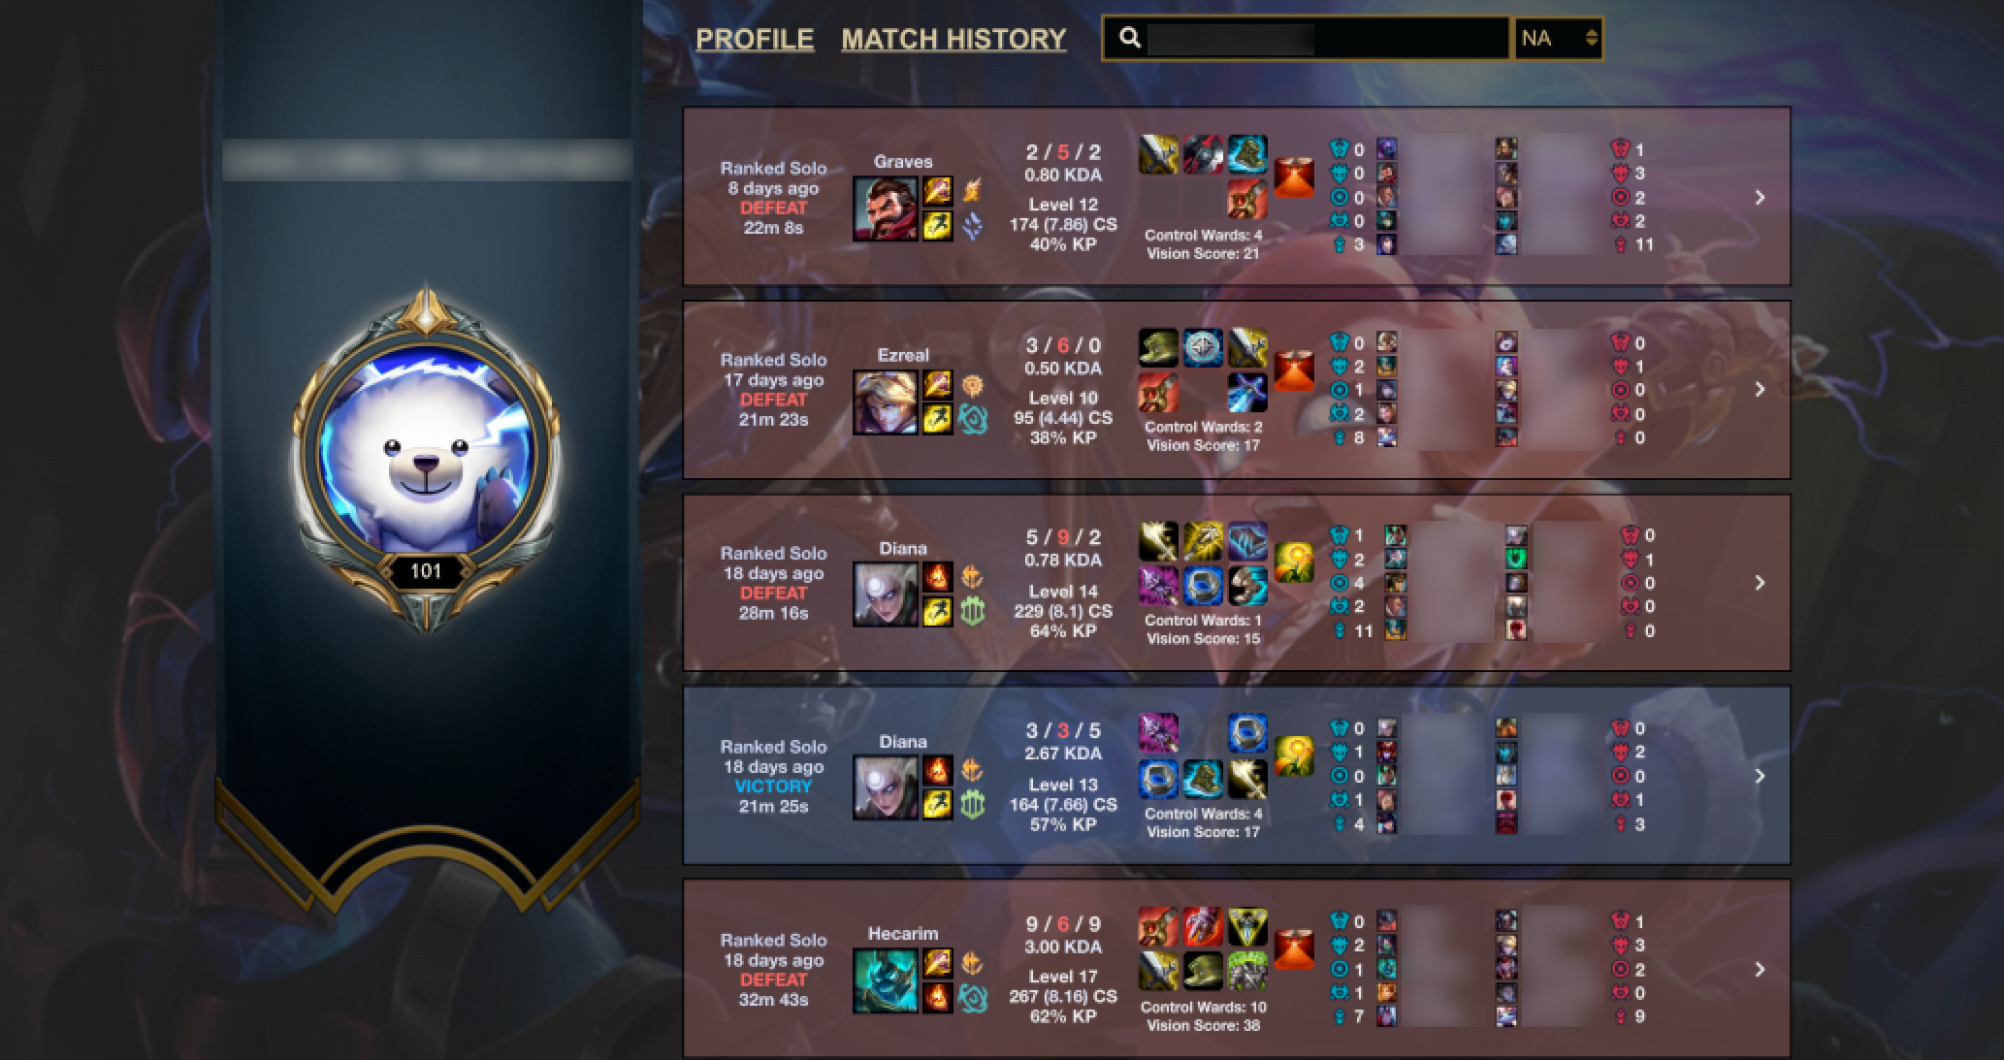 PROFILE MATCH HISTORY NA
101
Ranked Solo
8 days ago
DEFEAT
22m 8s
Graves
2 / 5 / 2
0.80 KDA
Level 12
174 (7.86) CS
40% KP
Control Wards: 4
Vision Score: 21
0
0
0
0
3
1
3
2
2
11
Ranked Solo
17 days ago
DEFEAT
21m 23s
Ezreal
3 / 6 / 0
0.50 KDA
Level 10
95 (4.44) CS
38% KP
Control Wards: 2
Vision Score: 17
0
2
1
2
8
0
1
0
0
0
Ranked Solo
18 days ago
DEFEAT
28m 16s
Diana
5 / 9 / 2
0.78 KDA
Level 14
229 (8.1) CS
64% KP
Control Wards: 1
Vision Score: 15
1
2
4
2
11
0
1
0
0
0
Ranked Solo
18 days ago
VICTORY
21m 25s
Diana
3 / 3 / 5
2.67 KDA
Level 13
164 (7.66) CS
57% KP
Control Wards: 4
Vision Score: 17
0
1
0
1
4
0
2
0
1
3
Ranked Solo
18 days ago
DEFEAT
32m 43s
Hecarim
9 / 6 / 9
3.00 KDA
Level 17
267 (8.16) CS
62% KP
Control Wards: 10
Vision Score: 38
0
2
1
1
7
1
3
2
0
9